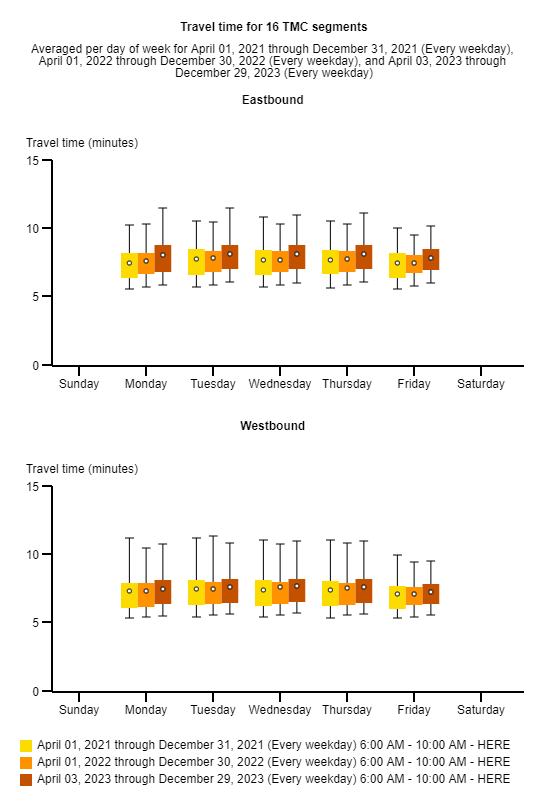 Travel time for 16 TMC segments
Averaged per day of week for April 01, 2021 through December 31, 2021 (Every weekday),
April 01, 2022 through December 30, 2022 (Every weekday), and April 03, 2023 through
December 29, 2023 (Every weekday)
Eastbound
Travel time (minutes)
15
10
5
0
Sunday Monday Tuesday Wednesday Thursday Friday Saturday
Westbound
Travel time (minutes)
15
10
5
0
Sunday Monday Tuesday Wednesday Thursday Friday Saturday
April 01, 2021 through December 31, 2021 (Every weekday) 6:00 AM - 10:00 AM - HERE
April 01, 2022 through December 30, 2022 (Every weekday) 6:00 AM - 10:00 AM - HERE
April 03, 2023 through December 29, 2023 (Every weekday) 6:00 AM - 10:00 AM - HERE